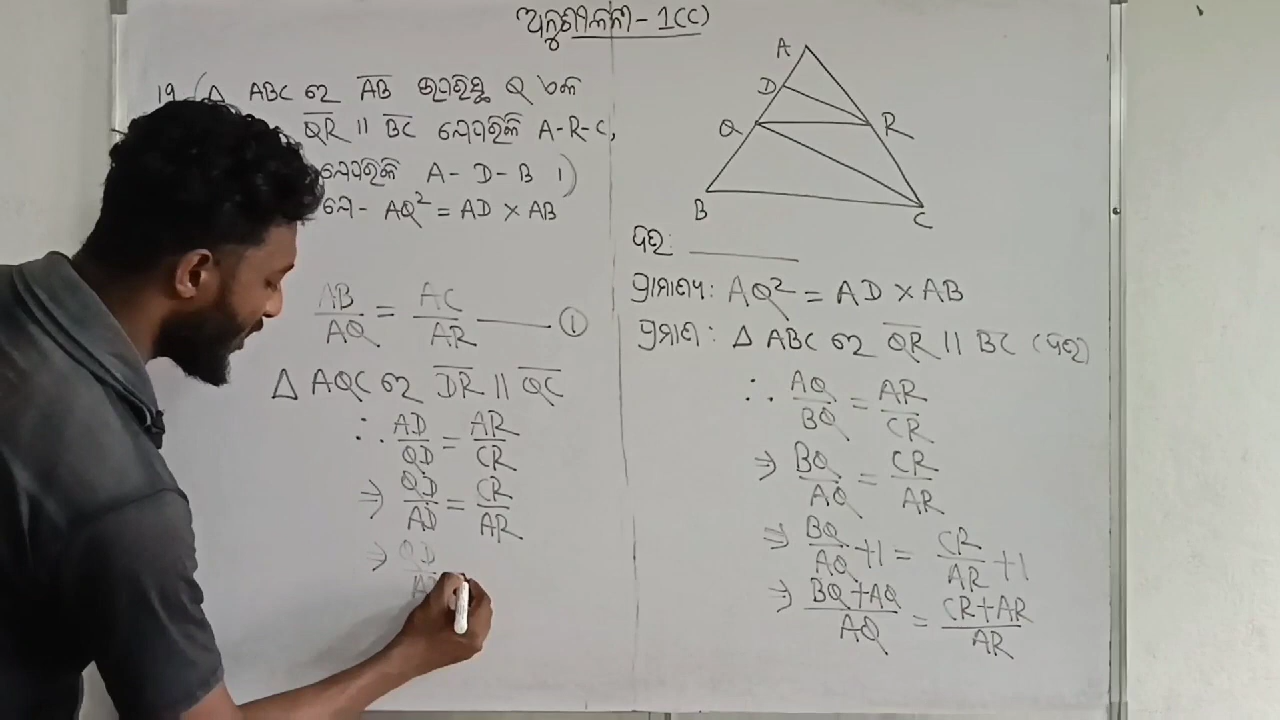 ଅନୁଶୀଳନୀ - 1(C)
19 (Δ ABC ରେ AB ଉପରିସ୍ଥ Q ଏକ
QR || BC ଯେପରିକି A-R-C,
ଯେପରିକି A - D - B ।)
ଯେ - AQ² = AD × AB
AB/AQ = AC/AR ——— ①
Δ AQC ରେ DR || QC
∴ AD/QD = AR/CR
⇒ QD/AD = CR/AR
⇒ QD
A
A
D
Q
R
B
C
ଦତ୍ତ: ______
ପ୍ରାମାଣ୍ୟ: AQ² = AD × AB
ପ୍ରମାଣ: Δ ABC ରେ QR || BC (ଦତ୍ତ)
∴ AQ/BQ = AR/CR
⇒ BQ/AQ = CR/AR
⇒ BQ/AQ + 1 = CR/AR + 1
⇒ BQ+AQ/AQ = CR+AR/AR